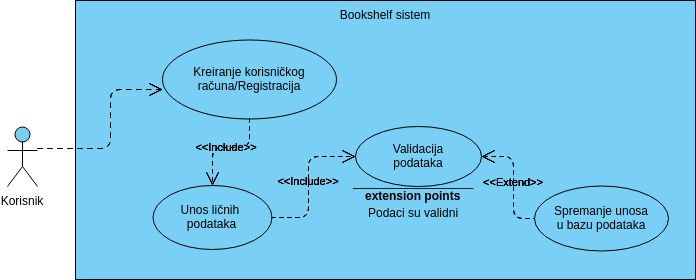 Bookshelf sistem
Kreiranje korisničkog
računa/Registracija
<<Include>>
Validacija
podataka
<<Include>>
<<Extend>>
extension points
Podaci su validni
Korisnik
Unos ličnih
podataka
Spremanje unosa
u bazu podataka